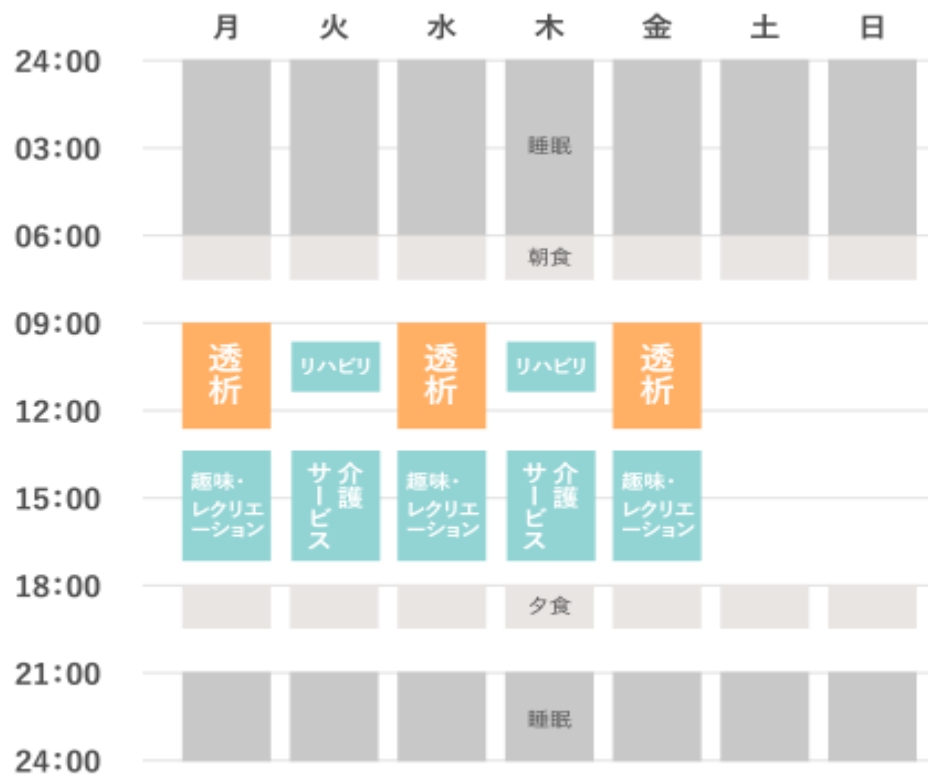 月 火 水 木 金 土 日
24:00
03:00
睡眠
06:00
朝食
09:00
透析
リハビリ
透析
リハビリ
透析
12:00
趣味・
レクリエ
ーション
介護
サービス
趣味・
レクリエ
ーション
介護
サービス
趣味・
レクリエ
ーション
15:00
18:00
夕食
21:00
睡眠
24:00